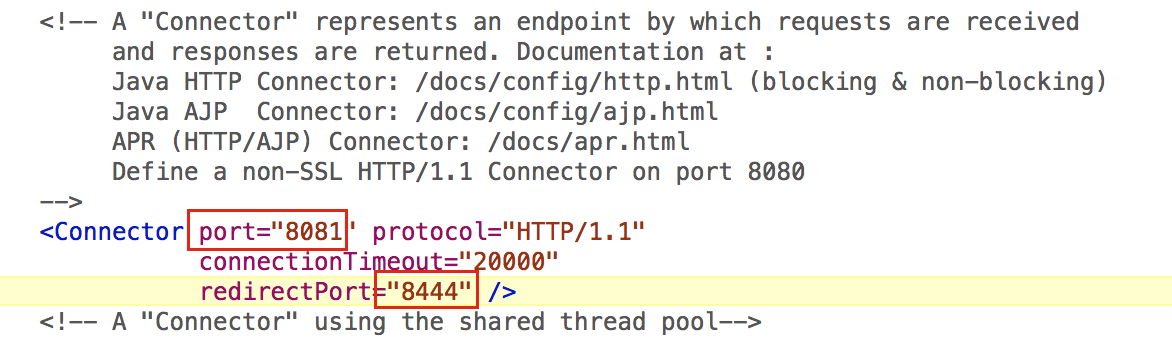 <!-- A "Connector" represents an endpoint by which requests are received
and responses are returned. Documentation at :
Java HTTP Connector: /docs/config/http.html (blocking & non-blocking)
Java AJP  Connector: /docs/config/ajp.html
APR (HTTP/AJP) Connector: /docs/apr.html
Define a non-SSL HTTP/1.1 Connector on port 8080
-->
<Connector port="8081" protocol="HTTP/1.1"
connectionTimeout="20000"
redirectPort="8444" />
<!-- A "Connector" using the shared thread pool-->